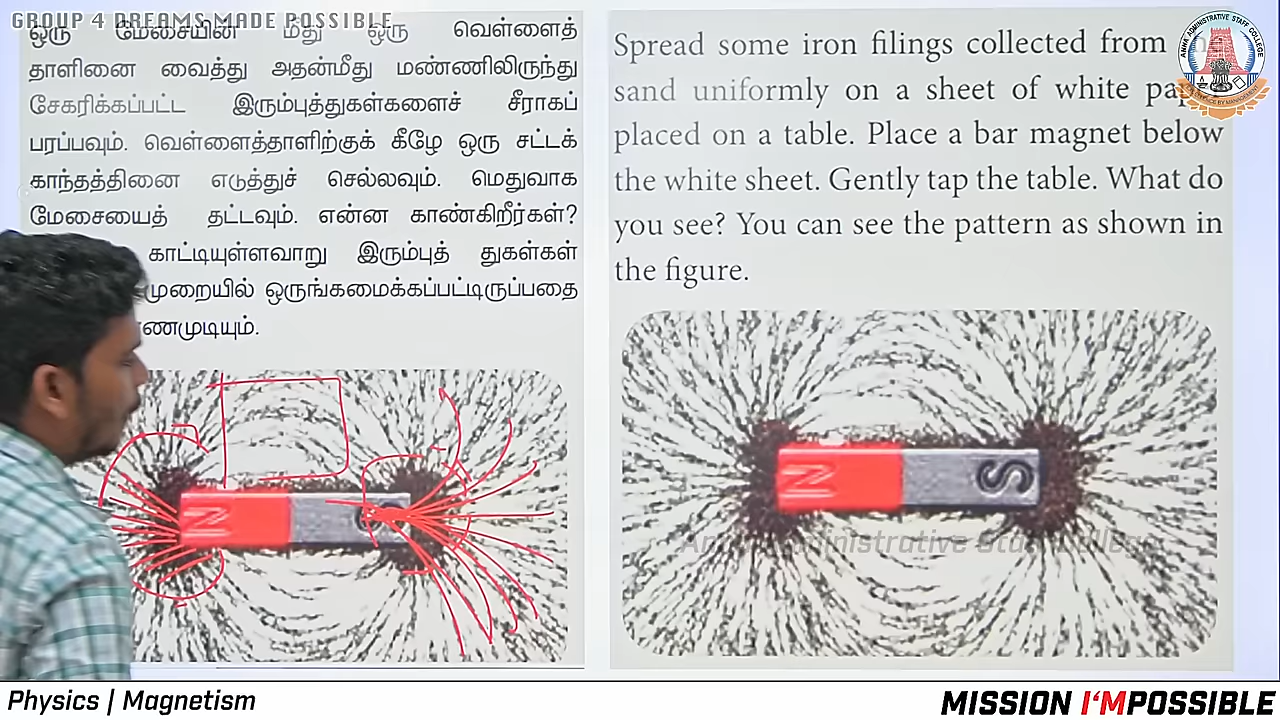 GROUP 4 DREAMS MADE POSSIBLE
ஒரு மேசையின் மீது ஒரு வெள்ளைத்
தாளினை வைத்து அதன்மீது மண்ணிலிருந்து
சேகரிக்கப்பட்ட இரும்புத்துகள்களைச் சீராகப்
பரப்பவும். வெள்ளைத்தாளிற்குக் கீழே ஒரு சட்டக்
காந்தத்தினை எடுத்துச் செல்லவும். மெதுவாக
மேசையைத் தட்டவும். என்ன காண்கிறீர்கள்?
காட்டியுள்ளவாறு இரும்புத் துகள்கள்
முறையில் ஒருங்கமைக்கப்பட்டிருப்பதை
ணமுடியும்.
N
Spread some iron filings collected from
sand uniformly on a sheet of white
placed on a table. Place a bar magnet below
the white sheet. Gently tap the table. What do
you see? You can see the pattern as shown in
the figure.
N S
Physics | Magnetism
MISSION I'MPOSSIBLE